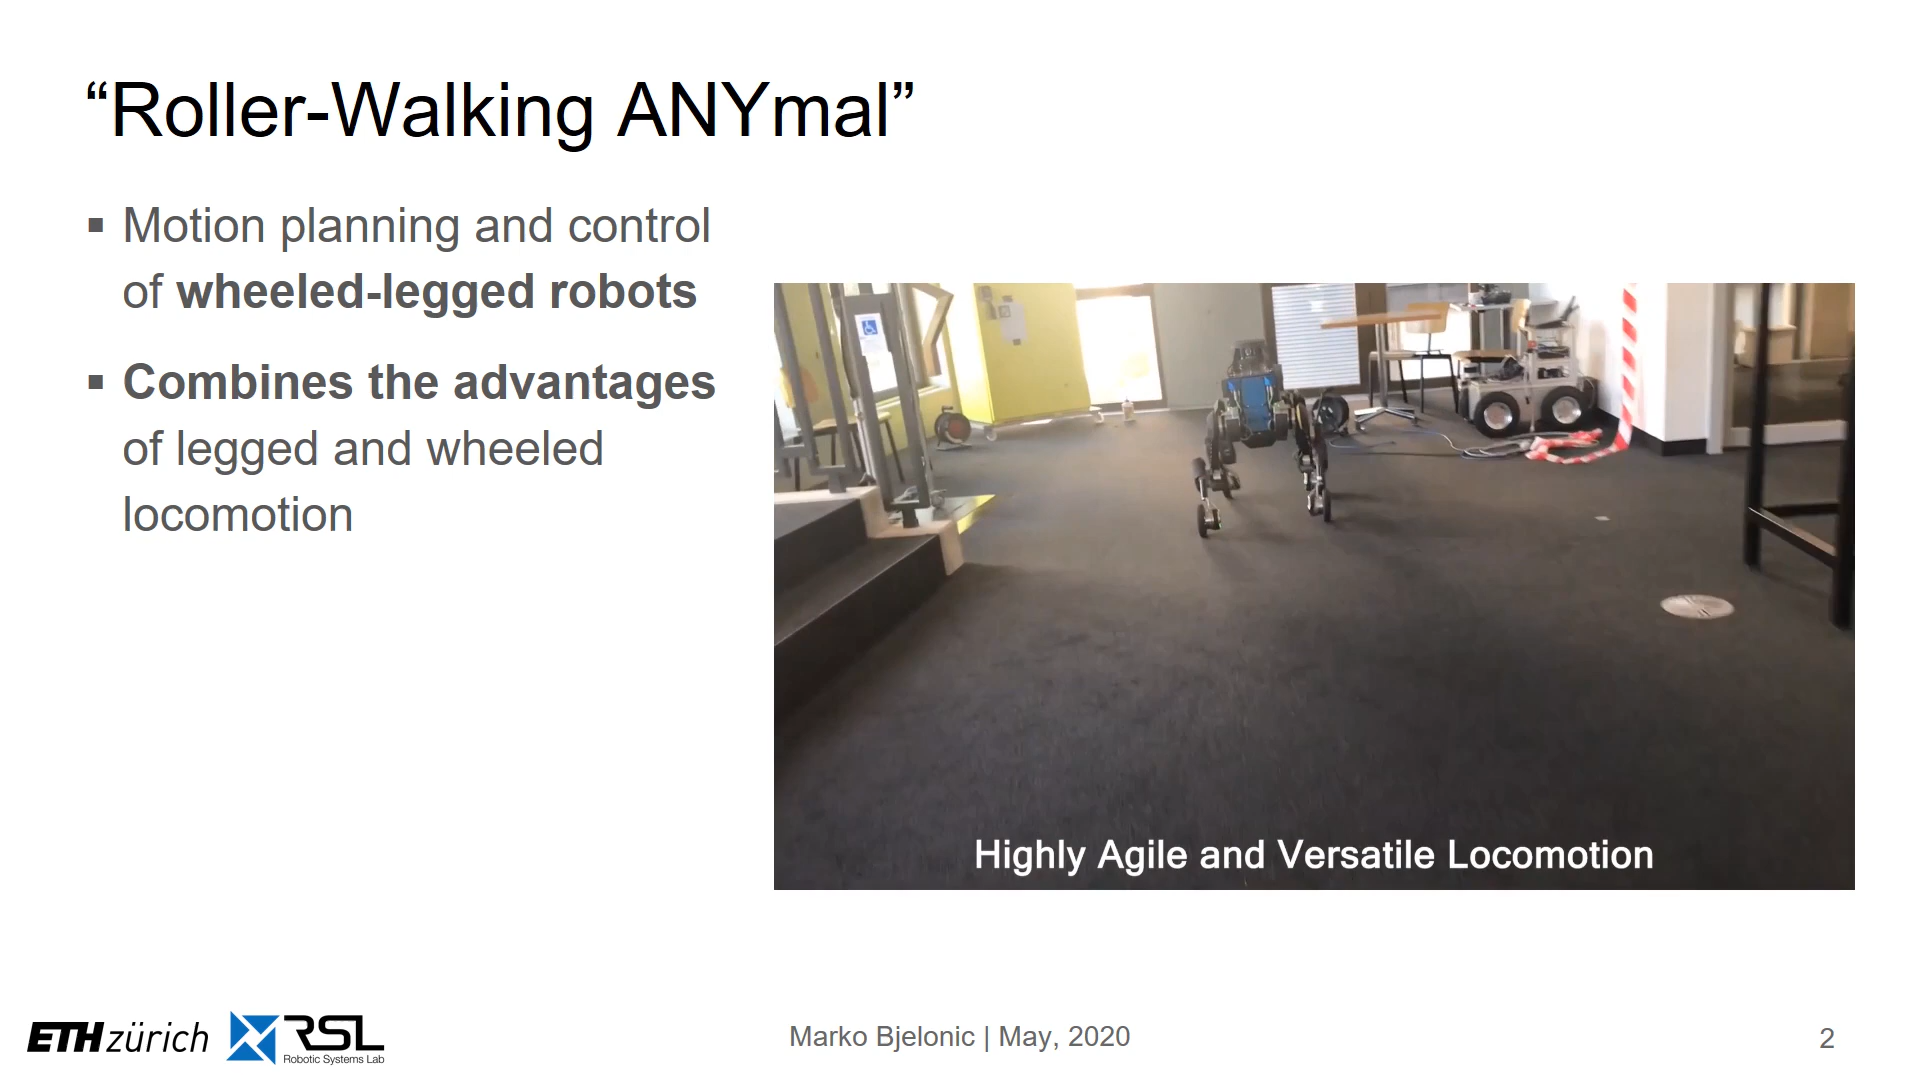 “Roller-Walking ANYmal”
▪ Motion planning and control
of wheeled-legged robots
▪ Combines the advantages
of legged and wheeled
locomotion
Highly Agile and Versatile Locomotion
ETH zürich
RSL
Robotic Systems Lab
Marko Bjelonic | May, 2020
2